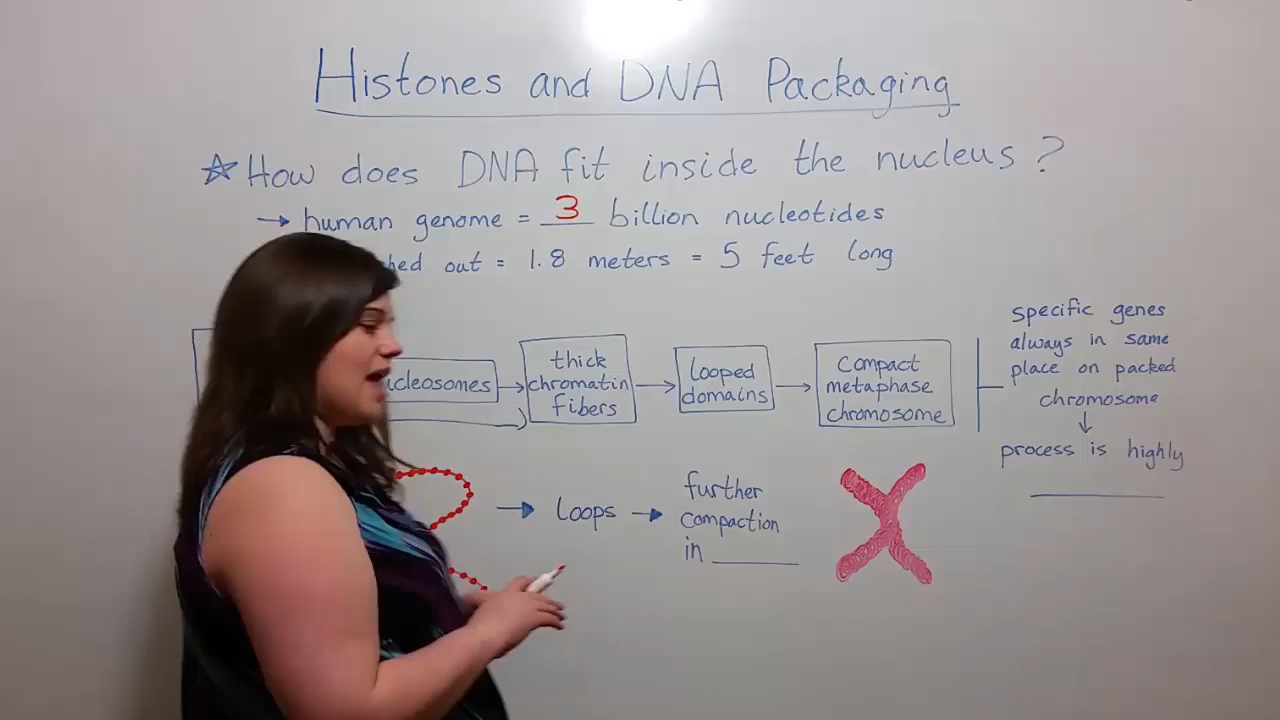 Histones and DNA Packaging
☆ How does DNA fit inside the nucleus?
→ human genome = 3 billion nucleotides
out = 1.8 meters = 5 feet long
thick chromatin fibers
→ looped domains
→ compact metaphase chromosome
specific genes
always in same
place on packed
chromosome
↓
process is highly
____
→ Loops → further
compaction
in ____